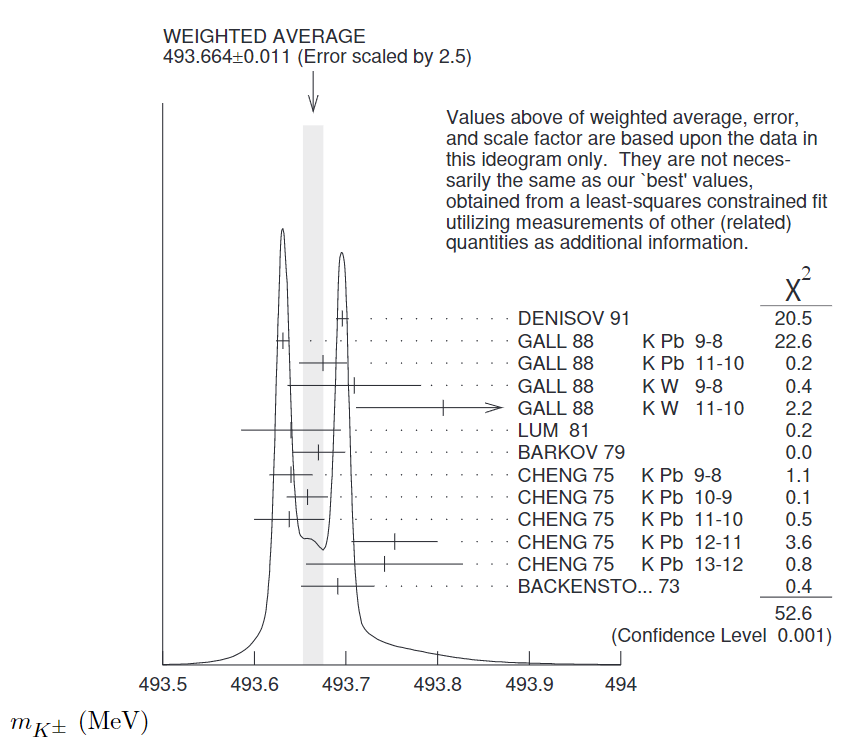 WEIGHTED AVERAGE
493.664±0.011 (Error scaled by 2.5)
Values above of weighted average, error,
and scale factor are based upon the data in
this ideogram only. They are not neces-
sarily the same as our `best' values,
obtained from a least-squares constrained fit
utilizing measurements of other (related)
quantities as additional information.
χ²
DENISOV 91 20.5
GALL 88 K Pb 9-8 22.6
GALL 88 K Pb 11-10 0.2
GALL 88 K W 9-8 0.4
GALL 88 K W 11-10 2.2
LUM 81 0.2
BARKOV 79 0.0
CHENG 75 K Pb 9-8 1.1
CHENG 75 K Pb 10-9 0.1
CHENG 75 K Pb 11-10 0.5
CHENG 75 K Pb 12-11 3.6
CHENG 75 K Pb 13-12 0.8
BACKENSTO... 73 0.4
52.6
(Confidence Level 0.001)
493.5 493.6 493.7 493.8 493.9 494
m_K± (MeV)